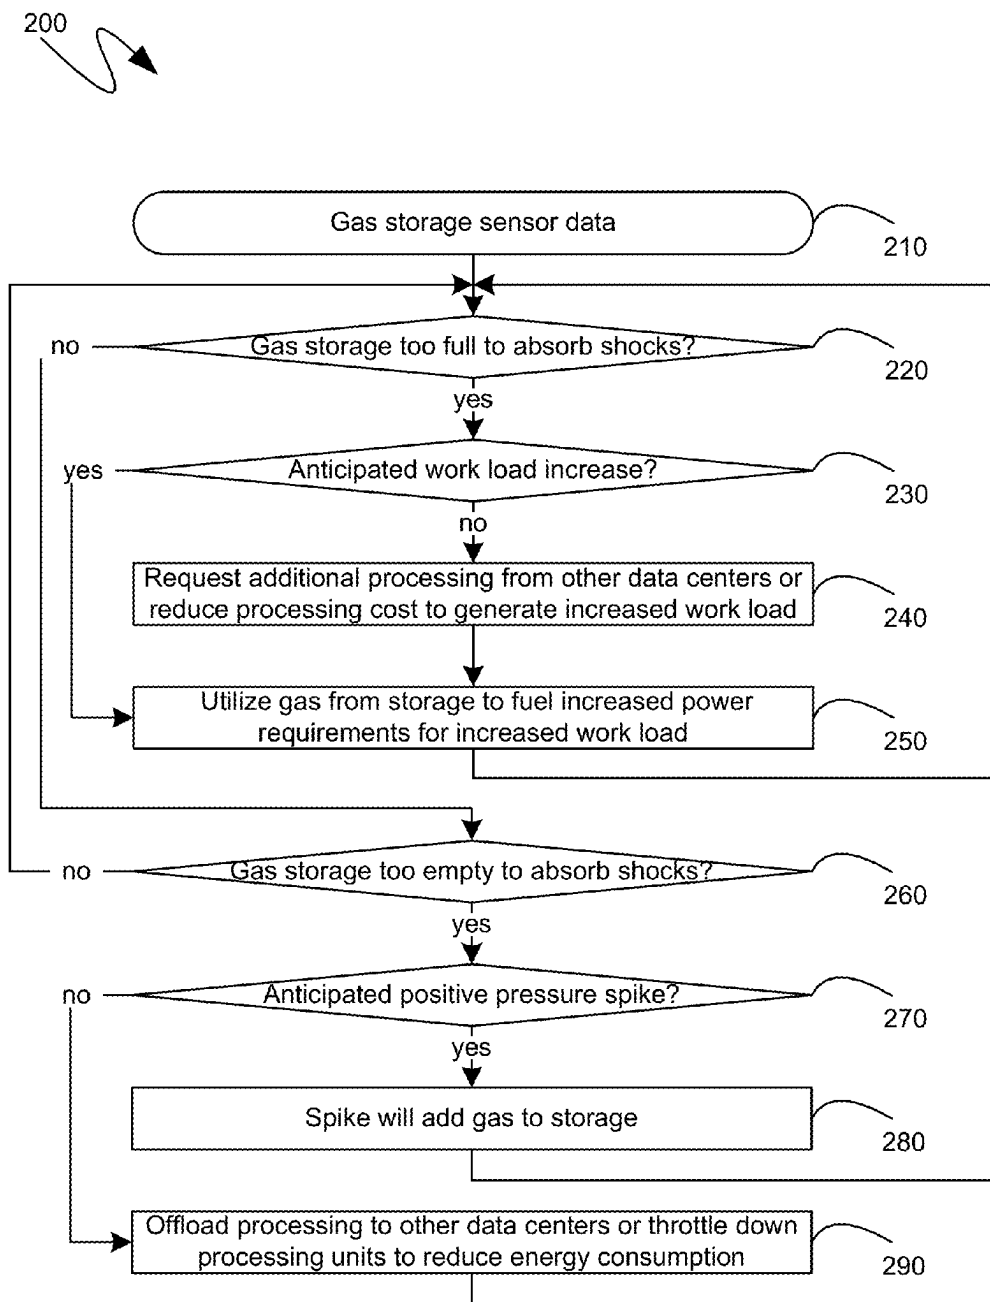 200
Gas storage sensor data
210
no
Gas storage too full to absorb shocks?
220
yes
yes
Anticipated work load increase?
230
no
Request additional processing from other data centers or
reduce processing cost to generate increased work load
240
Utilize gas from storage to fuel increased power
requirements for increased work load
250
no
Gas storage too empty to absorb shocks?
260
yes
no
Anticipated positive pressure spike?
270
yes
Spike will add gas to storage
280
Offload processing to other data centers or throttle down
processing units to reduce energy consumption
290